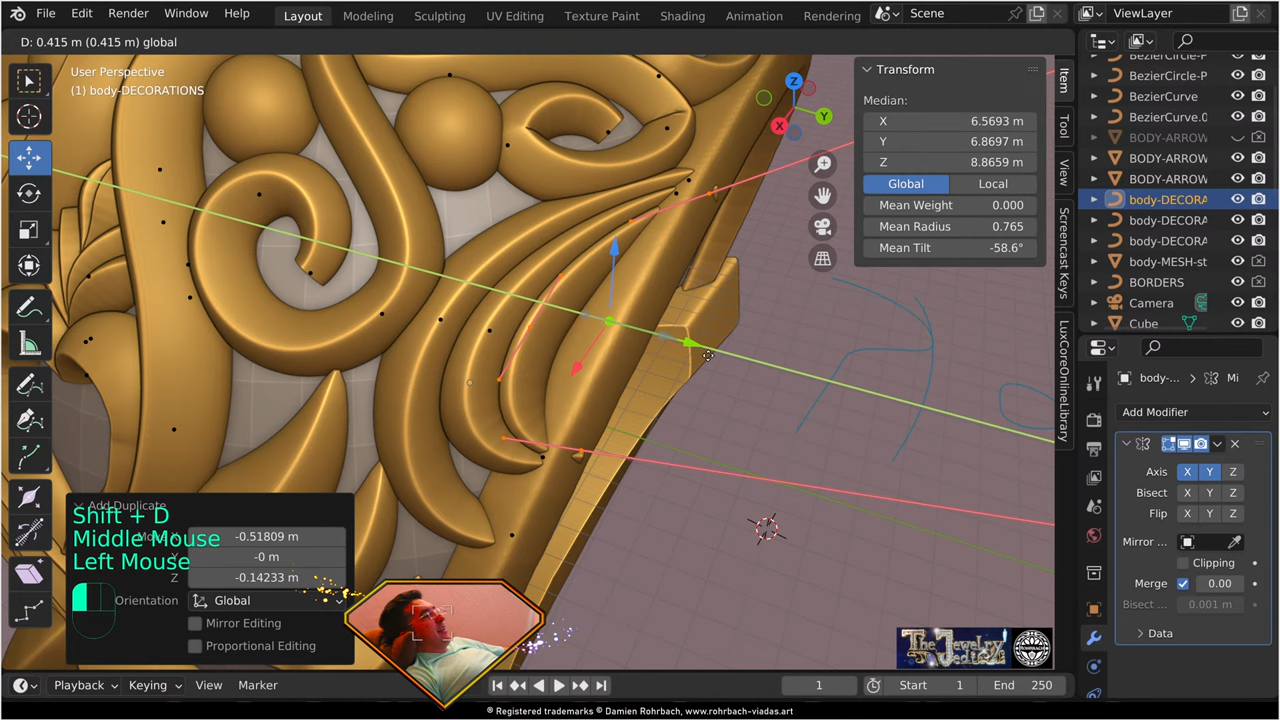 File Edit Render Window Help Layout Modeling Sculpting UV Editing Texture Paint Shading Animation Rendering Scene ViewLayer
D: 0.415 m (0.415 m) global
User Perspective
(1) body-DECORATIONS
Transform
Median:
X 6.5693 m
Y 6.8697 m
Z 8.8659 m
Global Local
Mean Weight 0.000
Mean Radius 0.765
Mean Tilt -58.6°
Item
Tool
View
Screencast Keys
LuxCoreOnlineLibrary
Z
Y
X
BezierCircle-P
BezierCircle-P
BezierCurve
BezierCurve.0
BODY-ARROW
BODY-ARROW
BODY-ARROW
body-DECORA
body-DECORA
body-DECORA
body-MESH-st
BORDERS
Camera
Cube
body-... Mi
Add Modifier
Axis X Y Z
Bisect X Y Z
Flip X Y Z
Mirror ...
Clipping
Merge 0.00
Bisect ... 0.001 m
Data
Add Duplicate
Shift + D
Middle Mouse
Left Mouse
-0.51809 m
Y -0 m
Z -0.14233 m
Orientation Global
Mirror Editing
Proportional Editing
The Jewelry
ROHRBACH
Playback Keying View Marker 1 Start 1 End 250
® Registered trademarks © Damien Rohrbach, www.rohrbach-viadas.art